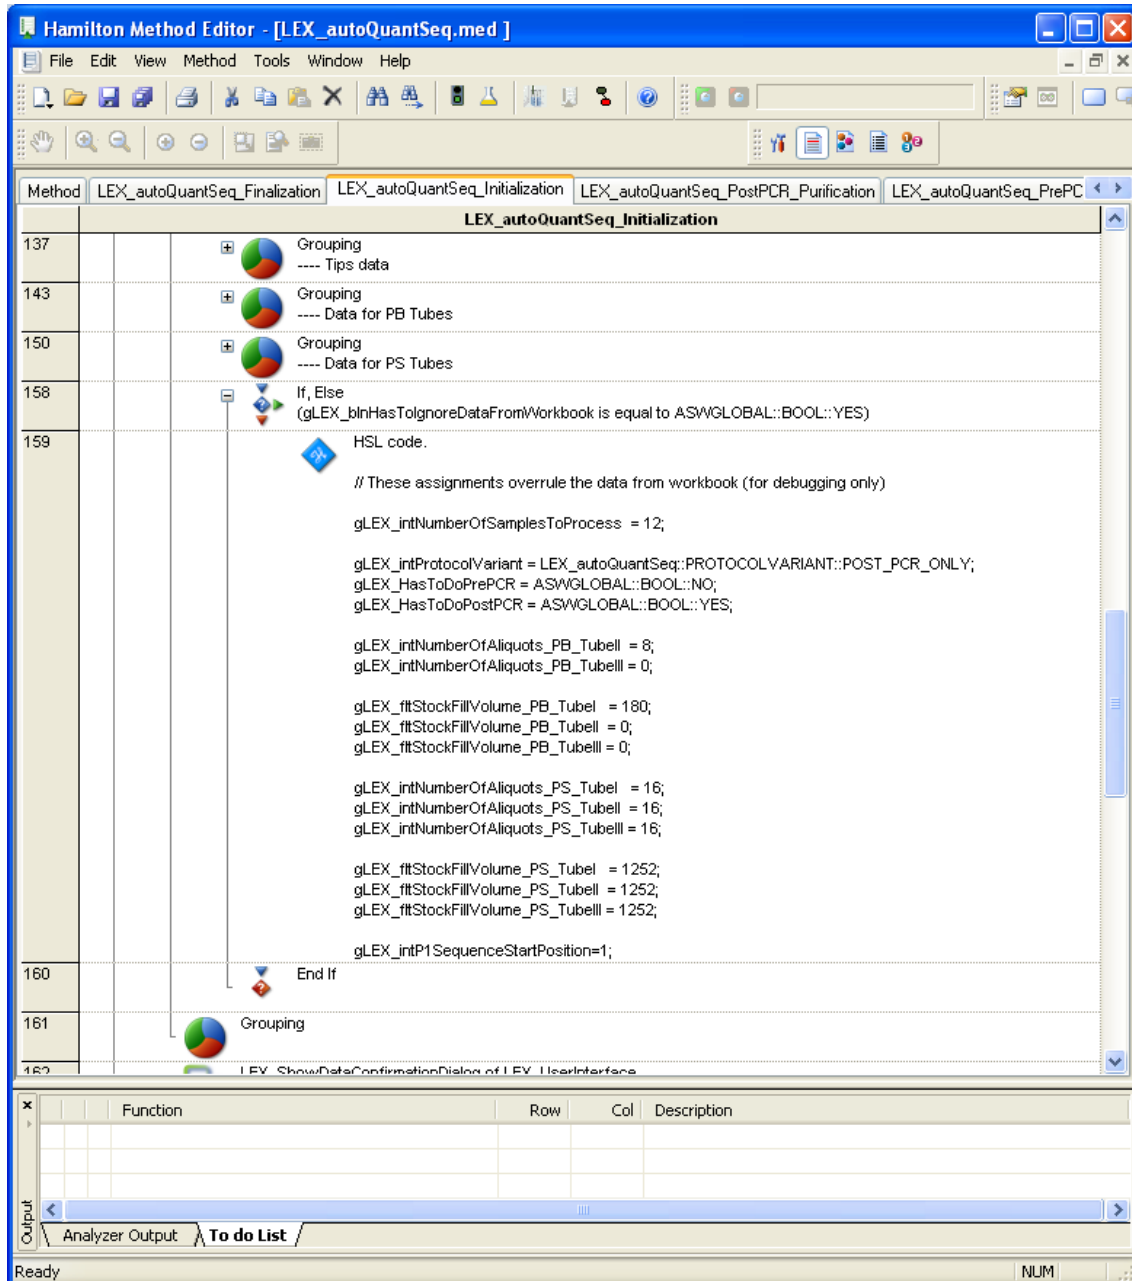 Hamilton Method Editor - [LEX_autoQuantSeq.med ]
File Edit View Method Tools Window Help
Method LEX_autoQuantSeq_Finalization LEX_autoQuantSeq_Initialization LEX_autoQuantSeq_PostPCR_Purification LEX_autoQuantSeq_PrePC
LEX_autoQuantSeq_Initialization
137 Grouping
---- Tips data
143 Grouping
---- Data for PB Tubes
150 Grouping
---- Data for PS Tubes
158 If, Else
(gLEX_blnHasToIgnoreDataFromWorkbook is equal to ASWGLOBAL::BOOL::YES)
159 HSL code.
// These assignments overrule the data from workbook (for debugging only)
gLEX_intNumberOfSamplesToProcess = 12;
gLEX_intProtocolVariant = LEX_autoQuantSeq::PROTOCOLVARIANT::POST_PCR_ONLY;
gLEX_HasToDoPrePCR = ASWGLOBAL::BOOL::NO;
gLEX_HasToDoPostPCR = ASWGLOBAL::BOOL::YES;
gLEX_intNumberOfAliquots_PB_TubeII = 8;
gLEX_intNumberOfAliquots_PB_TubeIII = 0;
gLEX_fltStockFillVolume_PB_TubeI = 180;
gLEX_fltStockFillVolume_PB_TubeII = 0;
gLEX_fltStockFillVolume_PB_TubeIII = 0;
gLEX_intNumberOfAliquots_PS_TubeI = 16;
gLEX_intNumberOfAliquots_PS_TubeII = 16;
gLEX_intNumberOfAliquots_PS_TubeIII = 16;
gLEX_fltStockFillVolume_PS_TubeI = 1252;
gLEX_fltStockFillVolume_PS_TubeII = 1252;
gLEX_fltStockFillVolume_PS_TubeIII = 1252;
gLEX_intP1SequenceStartPosition=1;
160 End If
161 Grouping
162 LEX_ShowDataConfirmationDialog of LEX_UserInterface
Function Row Col Description
Output
Analyzer Output To do List
Ready NUM